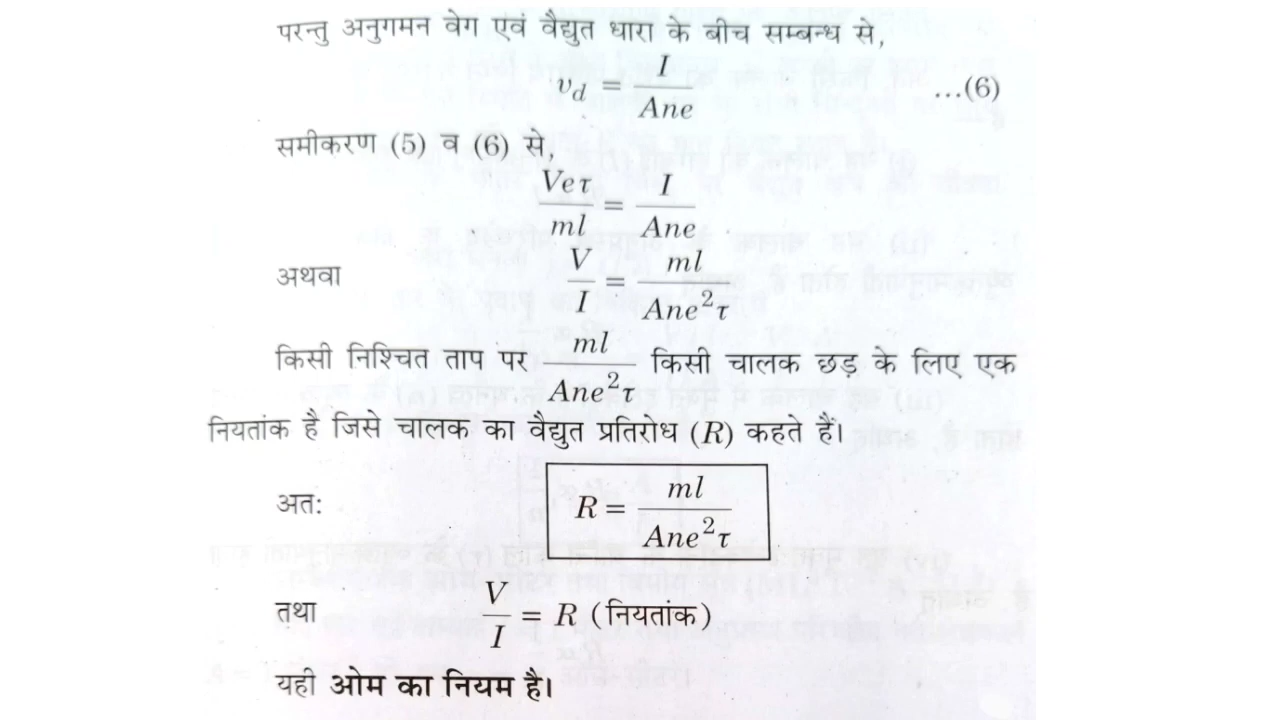 परन्तु अनुगमन वेग एवं वैद्युत धारा के बीच सम्बन्ध से,
υ_d = I/Ane ...(6)
समीकरण (5) व (6) से,
Veτ/ml = I/Ane
अथवा V/I = ml/Ane²τ
किसी निश्चित ताप पर ml/Ane²τ किसी चालक छड़ के लिए एक
नियतांक है जिसे चालक का वैद्युत प्रतिरोध (R) कहते हैं।
अतः R = ml/Ane²τ
तथा V/I = R (नियतांक)
यही ओम का नियम है।